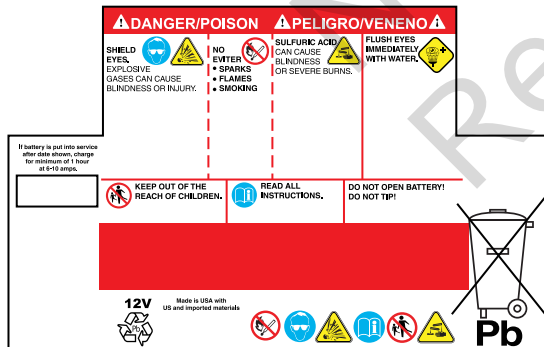 DANGER/POISON
PELIGRO/VENENO
SHIELD
EYES.
EXPLOSIVE
GASES CAN CAUSE
BLINDNESS OR INJURY.
NO
EVITER
• SPARKS
• FLAMES
• SMOKING
SULFURIC ACID
CAN CAUSE
BLINDNESS
OR SEVERE BURNS.
FLUSH EYES
IMMEDIATELY
WITH WATER.
If battery is put into service
after date shown, charge
for minimum of 1 hour
at 6-10 amps.
KEEP OUT OF THE
REACH OF CHILDREN.
READ ALL
INSTRUCTIONS.
DO NOT OPEN BATTERY!
DO NOT TIP!
12V
Pb
Made is USA with
US and imported materials
Pb